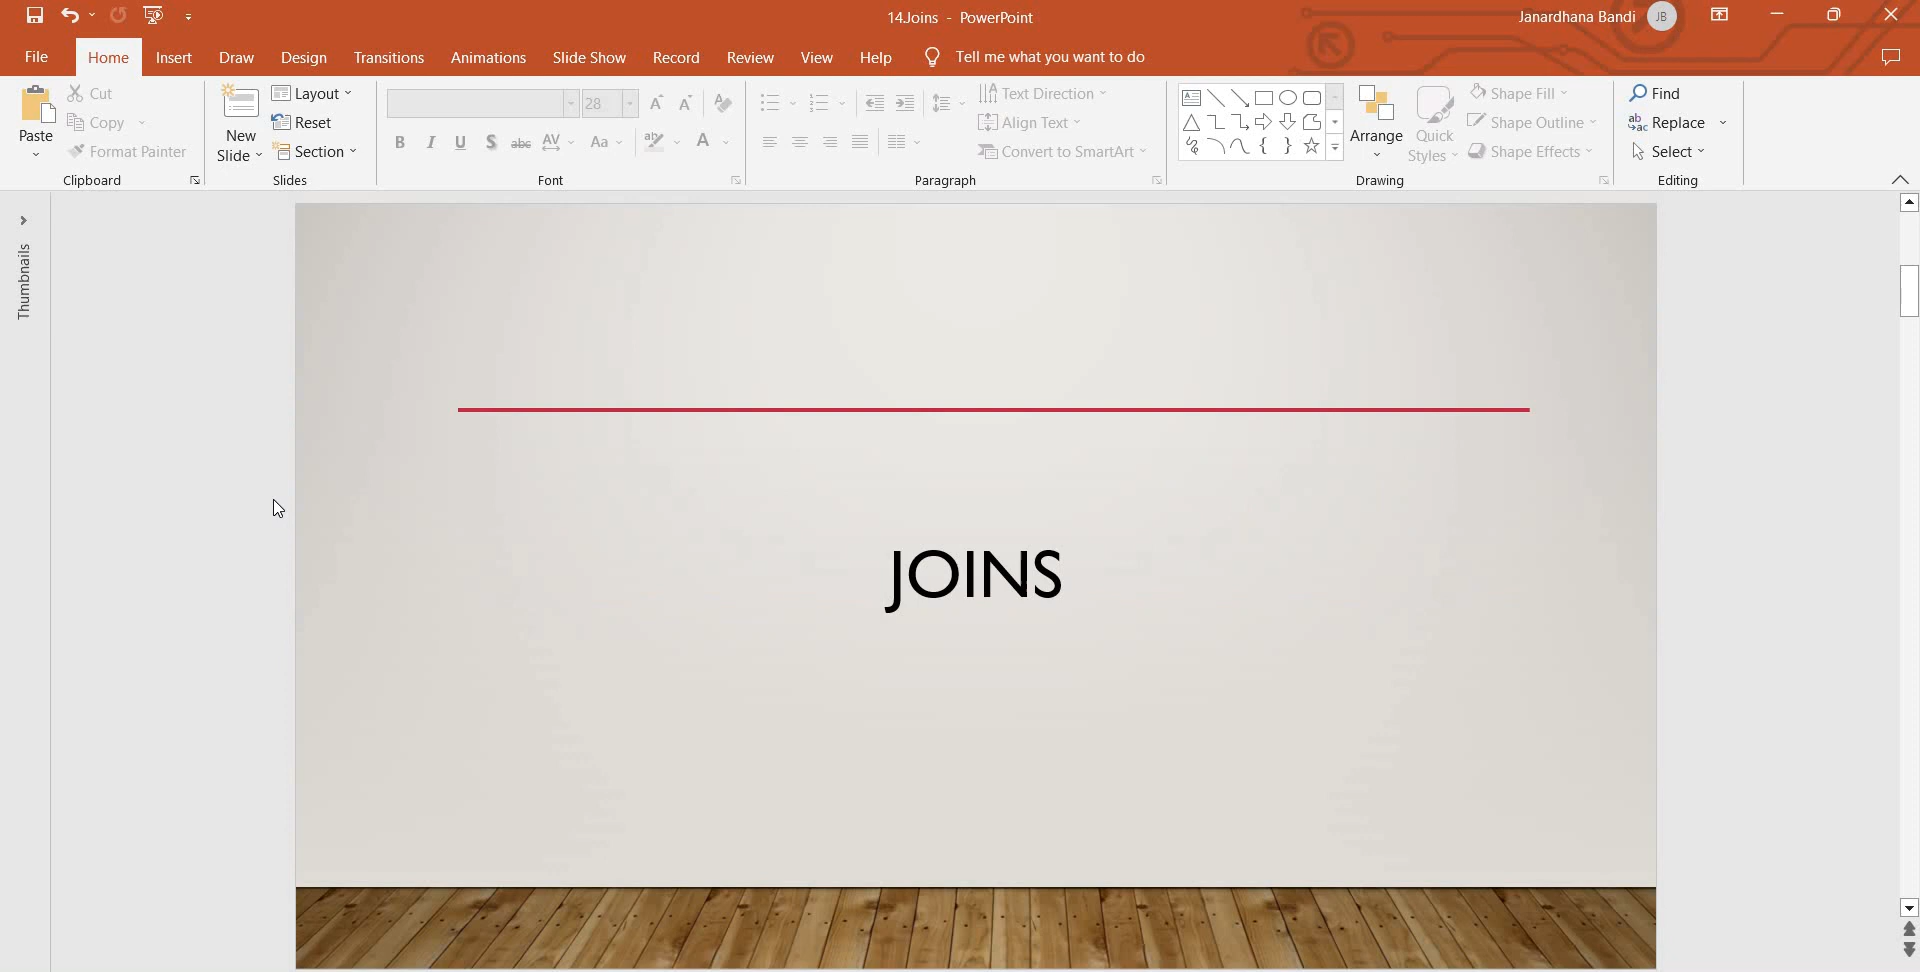 14.Joins - PowerPoint
Janardhana Bandi JB
File Home Insert Draw Design Transitions Animations Slide Show Record Review View Help Tell me what you want to do
Paste
Cut
Copy
Format Painter
Clipboard
New
Slide
Layout
Reset
Section
Slides
28
B I U S abc AV Aa ab A
Font
Paragraph
Text Direction
Align Text
Convert to SmartArt
Arrange
Quick
Styles
Shape Fill
Shape Outline
Shape Effects
Drawing
Find
Replace
Select
Editing
Thumbnails
JOINS